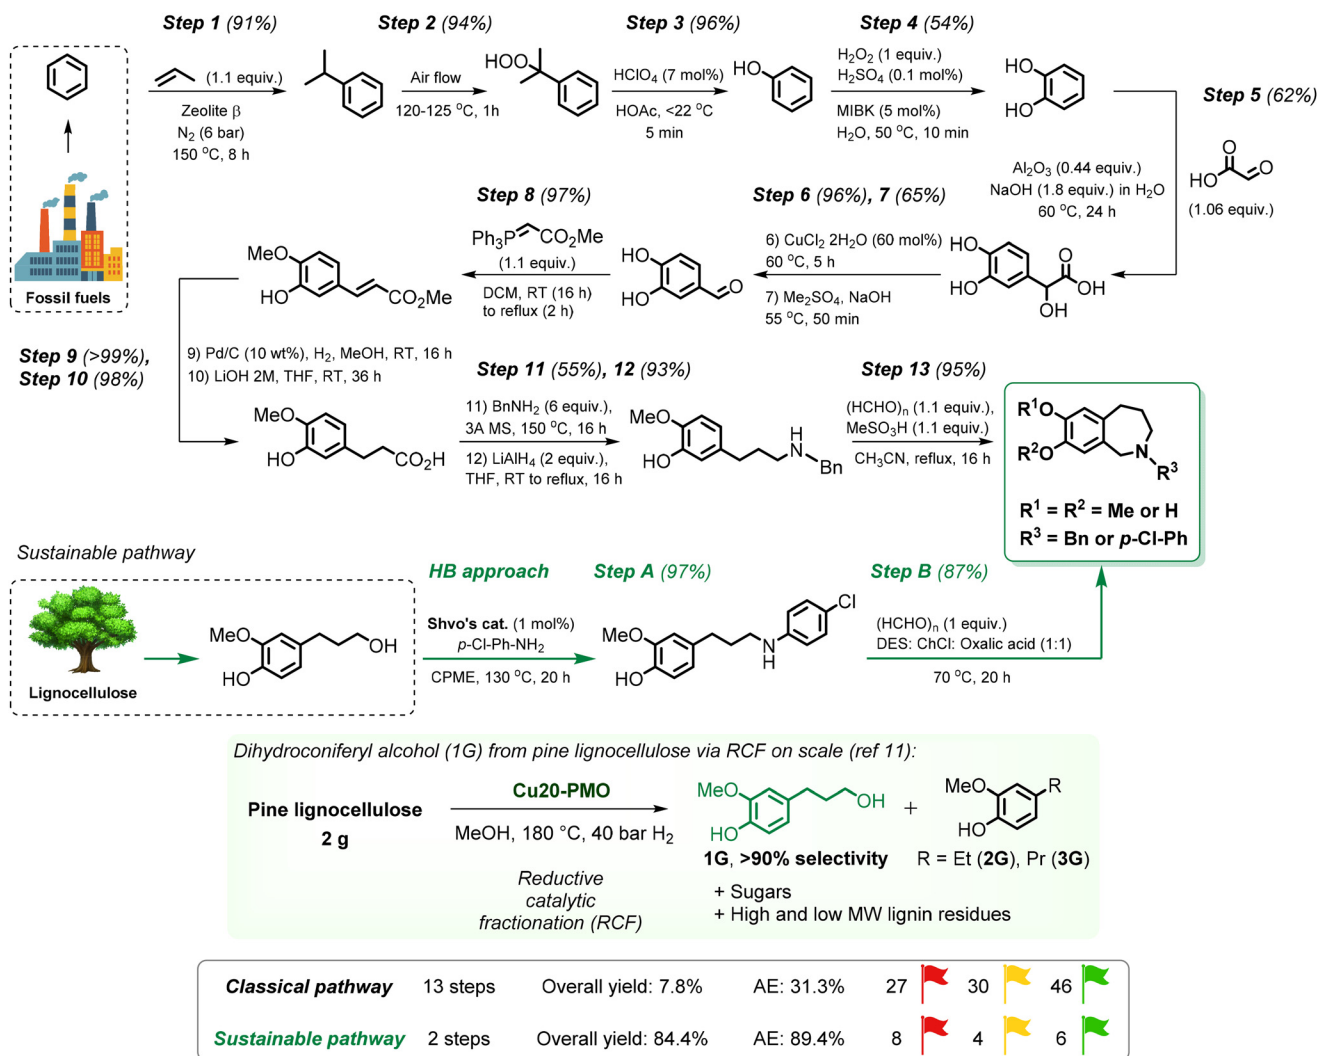 Step 1 (91%)
Step 2 (94%)
Step 3 (96%)
Step 4 (54%)
(1.1 equiv.)
Zeolite β
N2 (6 bar)
150 °C, 8 h
Air flow
120-125 °C, 1h
HOO
HClO4 (7 mol%)
HOAc, <22 °C
5 min
HO
H2O2 (1 equiv.)
H2SO4 (0.1 mol%)
MIBK (5 mol%)
H2O, 50 °C, 10 min
HO
HO
Step 5 (62%)
Al2O3 (0.44 equiv.)
NaOH (1.8 equiv.) in H2O
60 °C, 24 h
O
HO
O
(1.06 equiv.)
Fossil fuels
Step 8 (97%)
Step 6 (96%), 7 (65%)
MeO
HO
CO2Me
Ph3P
CO2Me
(1.1 equiv.)
DCM, RT (16 h)
to reflux (2 h)
HO
HO
O
6) CuCl2 2H2O (60 mol%)
60 °C, 5 h
7) Me2SO4, NaOH
55 °C, 50 min
HO
HO
O
OH
OH
Step 9 (>99%),
Step 10 (98%)
9) Pd/C (10 wt%), H2, MeOH, RT, 16 h
10) LiOH 2M, THF, RT, 36 h
Step 11 (55%), 12 (93%)
Step 13 (95%)
MeO
HO
CO2H
11) BnNH2 (6 equiv.),
3A MS, 150 °C, 16 h
12) LiAlH4 (2 equiv.),
THF, RT to reflux, 16 h
MeO
HO
H
N
Bn
(HCHO)n (1.1 equiv.),
MeSO3H (1.1 equiv.)
CH3CN, reflux, 16 h
R1O
R2O
N
R3
R1 = R2 = Me or H
R3 = Bn or p-Cl-Ph
Sustainable pathway
HB approach
Step A (97%)
Step B (87%)
Lignocellulose
MeO
HO
OH
Shvo's cat. (1 mol%)
p-Cl-Ph-NH2
CPME, 130 °C, 20 h
MeO
HO
N
H
Cl
(HCHO)n (1 equiv.)
DES: ChCl: Oxalic acid (1:1)
70 °C, 20 h
Dihydroconiferyl alcohol (1G) from pine lignocellulose via RCF on scale (ref 11):
Pine lignocellulose
2 g
Cu20-PMO
MeOH, 180 °C, 40 bar H2
Reductive
catalytic
fractionation (RCF)
MeO
HO
OH
+
MeO
HO
R
1G, >90% selectivity
R = Et (2G), Pr (3G)
+ Sugars
+ High and low MW lignin residues
Classical pathway 13 steps Overall yield: 7.8% AE: 31.3% 27 30 46
Sustainable pathway 2 steps Overall yield: 84.4% AE: 89.4% 8 4 6